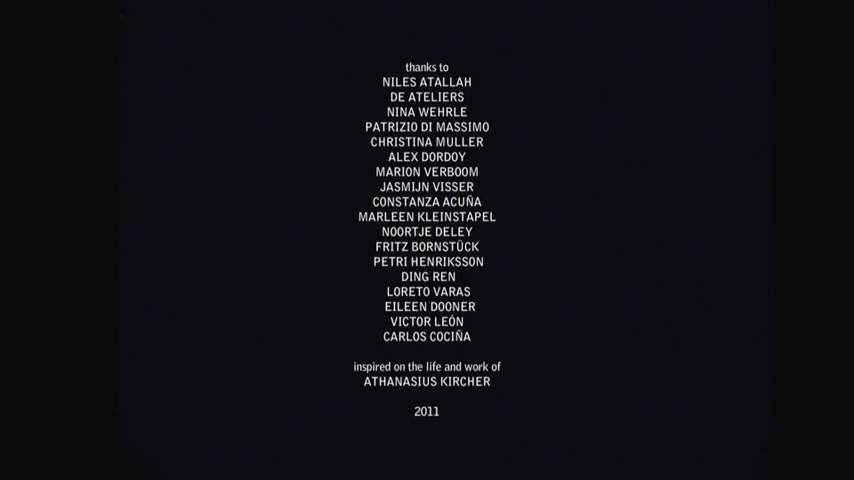 thanks to
NILES ATALLAH
DE ATELIERS
NINA WEHRLE
PATRIZIO DI MASSIMO
CHRISTINA MULLER
ALEX DORDOY
MARION VERBOOM
JASMIJN VISSER
CONSTANZA ACUÑA
MARLEEN KLEINSTAPEL
NOORTJE DELEY
FRITZ BORNSTÜCK
PETRI HENRIKSSON
DING REN
LORETO VARAS
EILEEN DOONER
VICTOR LEÓN
CARLOS COCIÑA
inspired on the life and work of
ATHANASIUS KIRCHER
2011